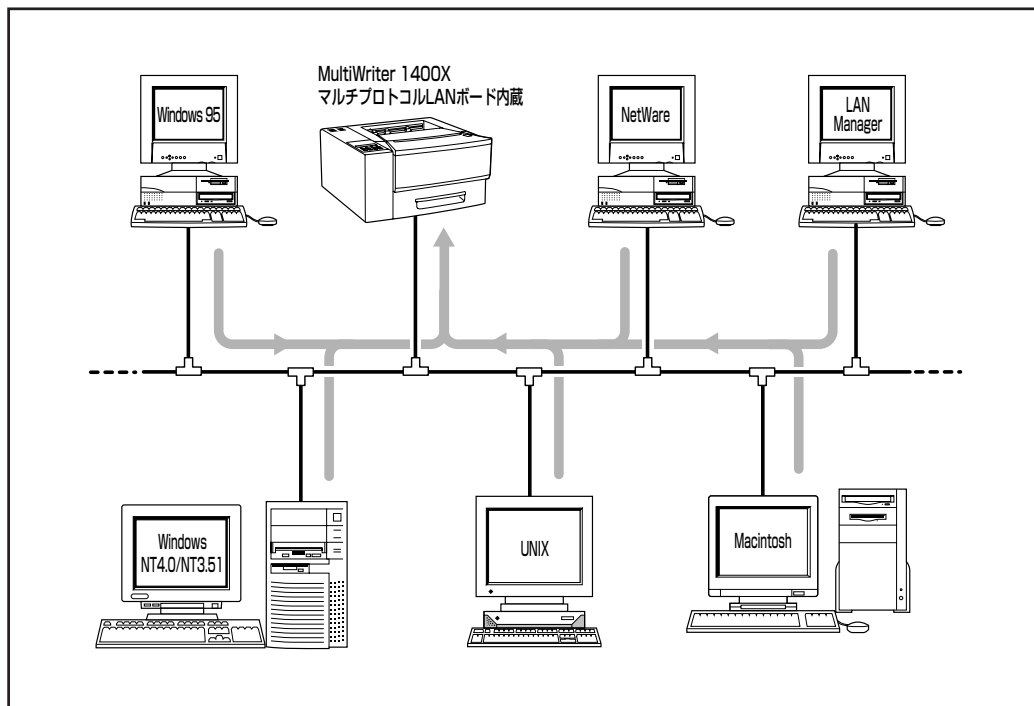 MultiWriter 1400X
マルチプロトコルLANボード内蔵
Windows 95
NetWare
LAN
Manager
Windows
NT4.0/NT3.51
UNIX
Macintosh